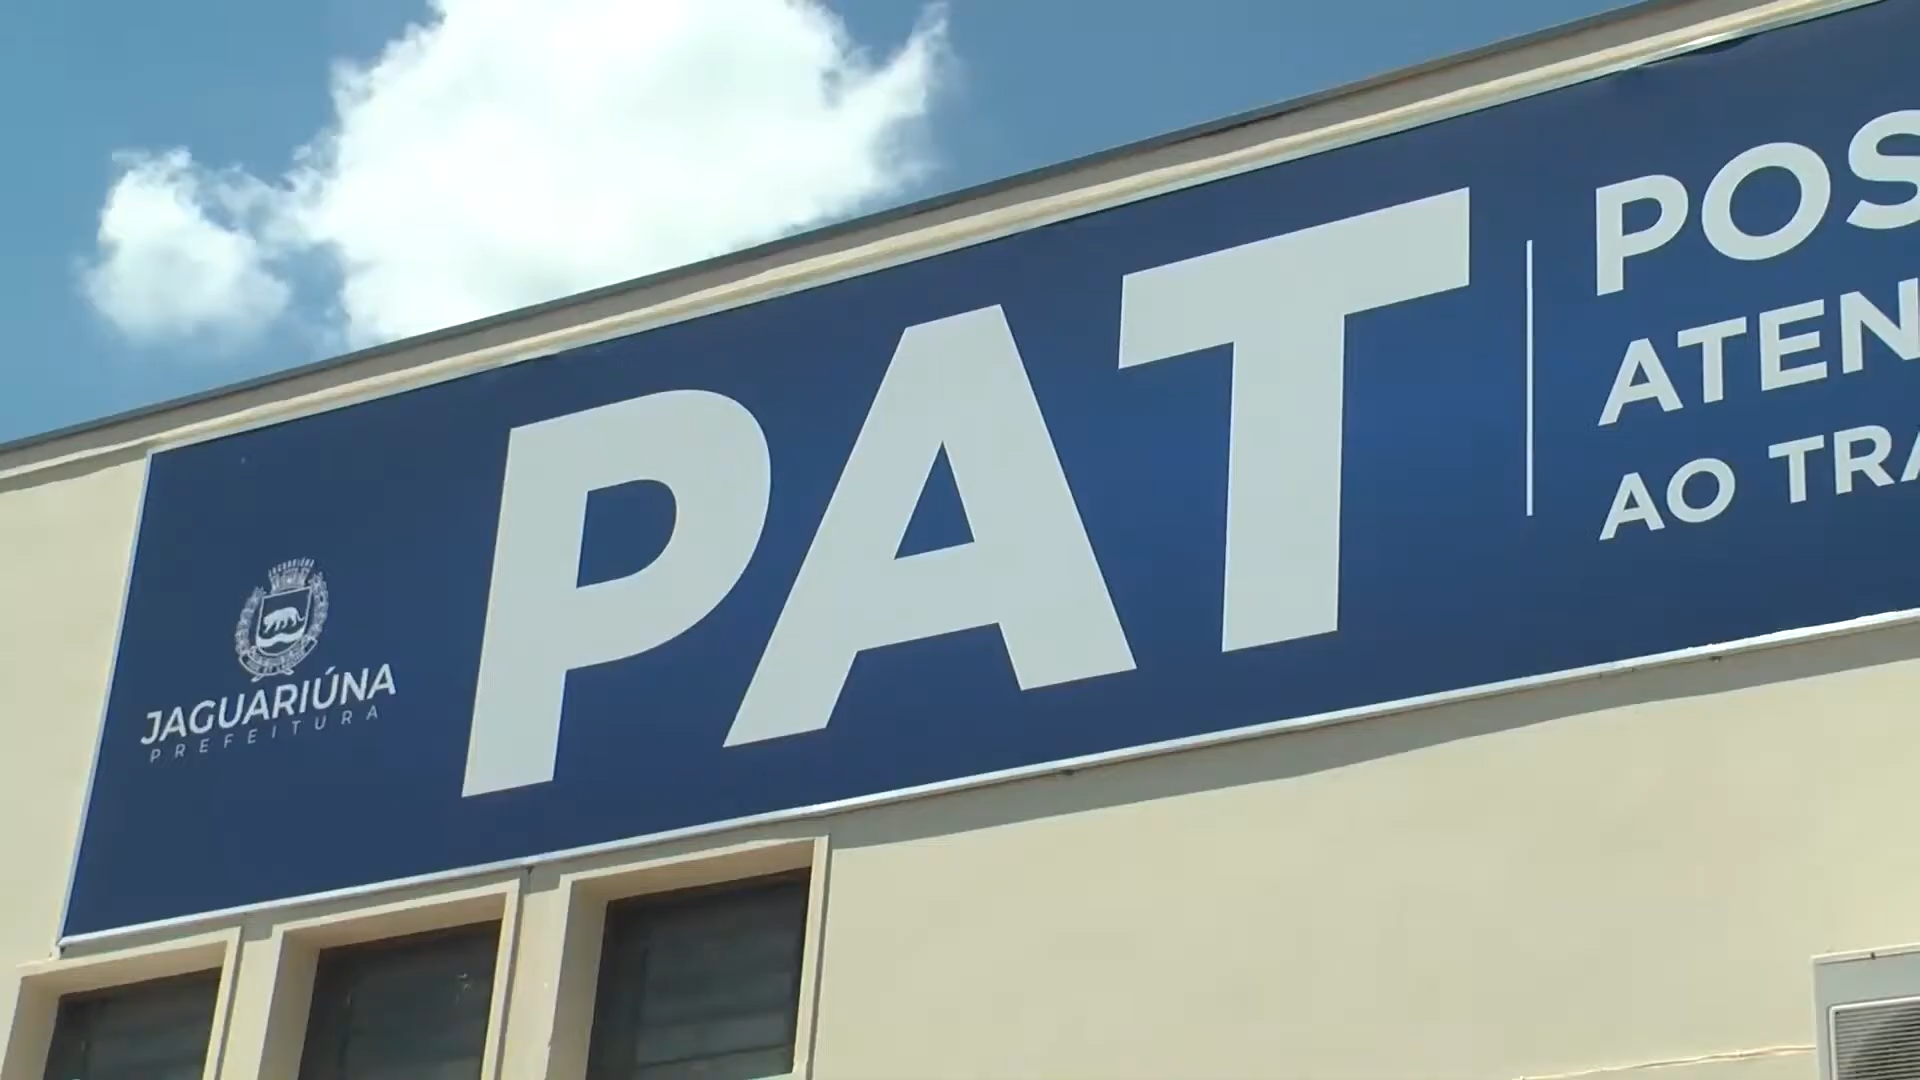 JAGUARIÚNA
PREFEITURA
PAT
POS
ATEN
AO TRA